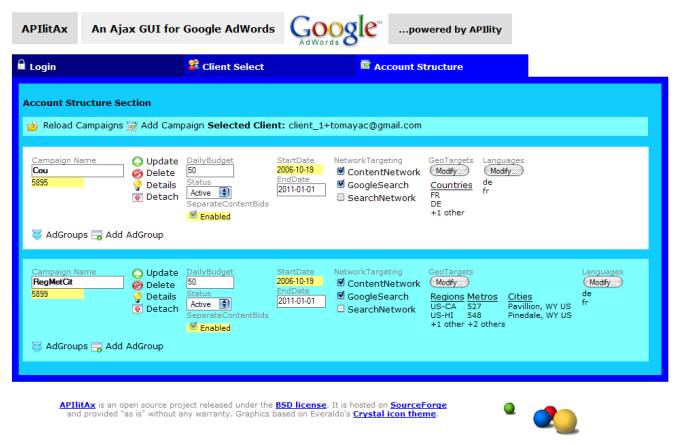 APIlitAx
An Ajax GUI for Google AdWords
Google™
AdWords
...powered by APIlity
Login
Client Select
Account Structure
Account Structure Section
Reload Campaigns Add Campaign Selected Client: client_1+tomayac@gmail.com
Campaign Name
Cou
5895
Update
Delete
Details
Detach
DailyBudget
50
Status
Active
SeparateContentBids
Enabled
StartDate
2006-10-19
EndDate
2011-01-01
NetworkTargeting
ContentNetwork
GoogleSearch
SearchNetwork
GeoTargets
Modify...
Countries
FR
DE
+1 other
Languages
Modify...
de
fr
AdGroups Add AdGroup
Campaign Name
RegMetCit
5899
Update
Delete
Details
Detach
DailyBudget
50
Status
Active
SeparateContentBids
Enabled
StartDate
2006-10-19
EndDate
2011-01-01
NetworkTargeting
ContentNetwork
GoogleSearch
SearchNetwork
GeoTargets
Modify...
Regions Metros Cities
US-CA 527 Pavillion, WY US
US-HI 548 Pinedale, WY US
+1 other +2 others
Languages
Modify...
de
fr
AdGroups Add AdGroup
APIlitAx is an open source project released under the BSD license. It is hosted on SourceForge
and provided "as is" without any warranty. Graphics based on Everaldo's Crystal icon theme.